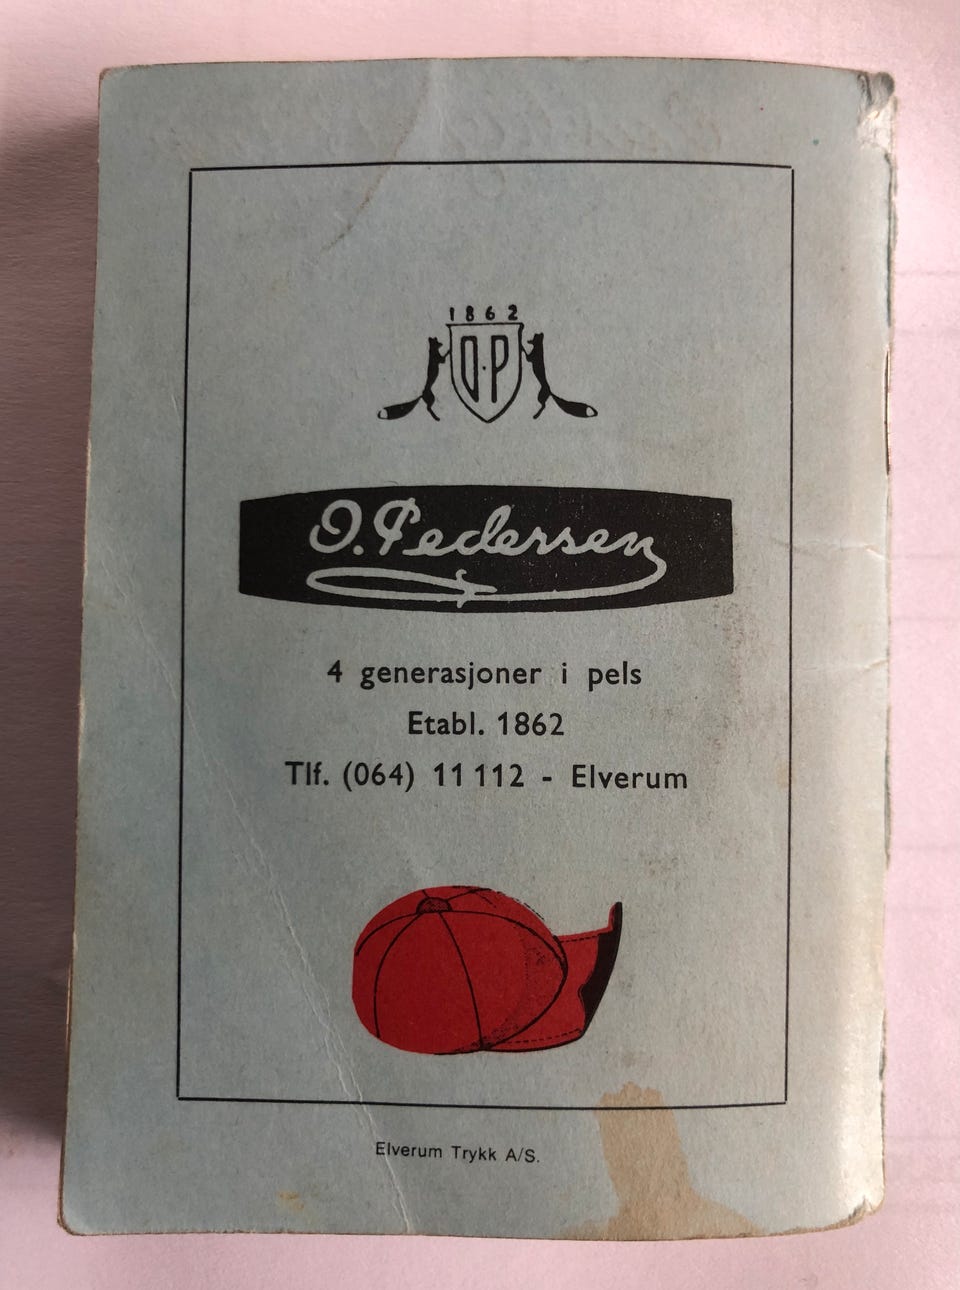 1862
O·P
O. Pedersen
4 generasjoner i pels
Etabl. 1862
Tlf. (064) 11 112 - Elverum
Elverum Trykk A/S.